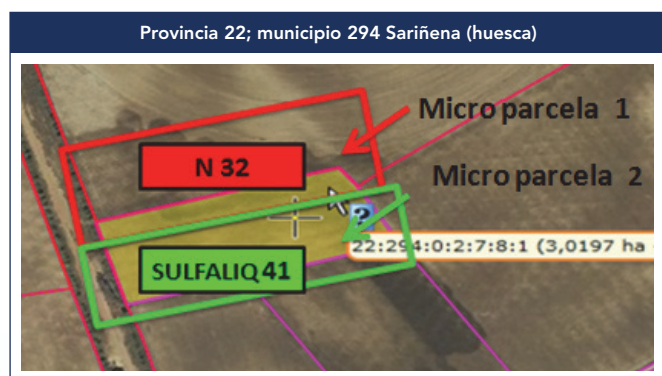 Provincia 22; municipio 294 Sariñena (huesca)
Micro parcela 1
N 32
Micro parcela 2
?
22:294:0:2:7:8:1 (3,0197 ha
SULFALIQ 41